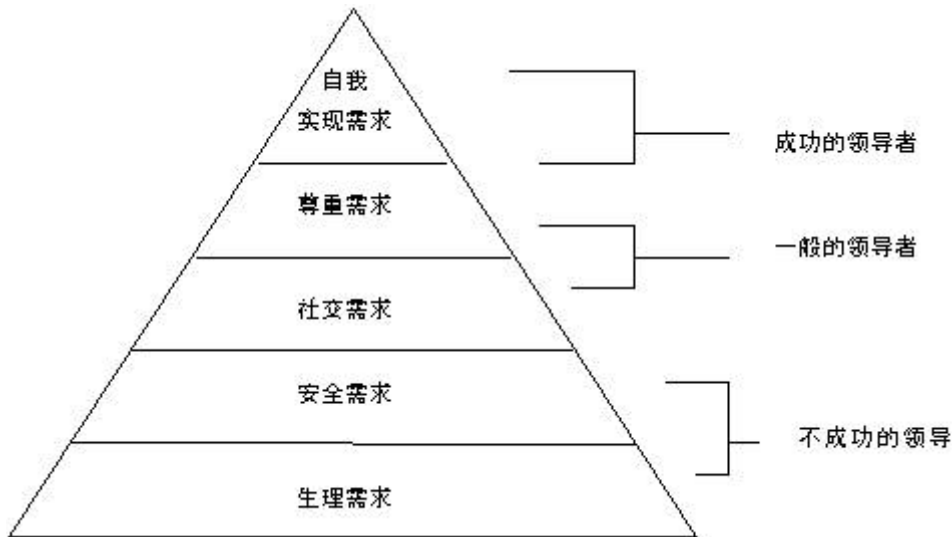 自我
实现需求
成功的领导者
尊重需求
一般的领导者
社交需求
安全需求
不成功的领导
生理需求